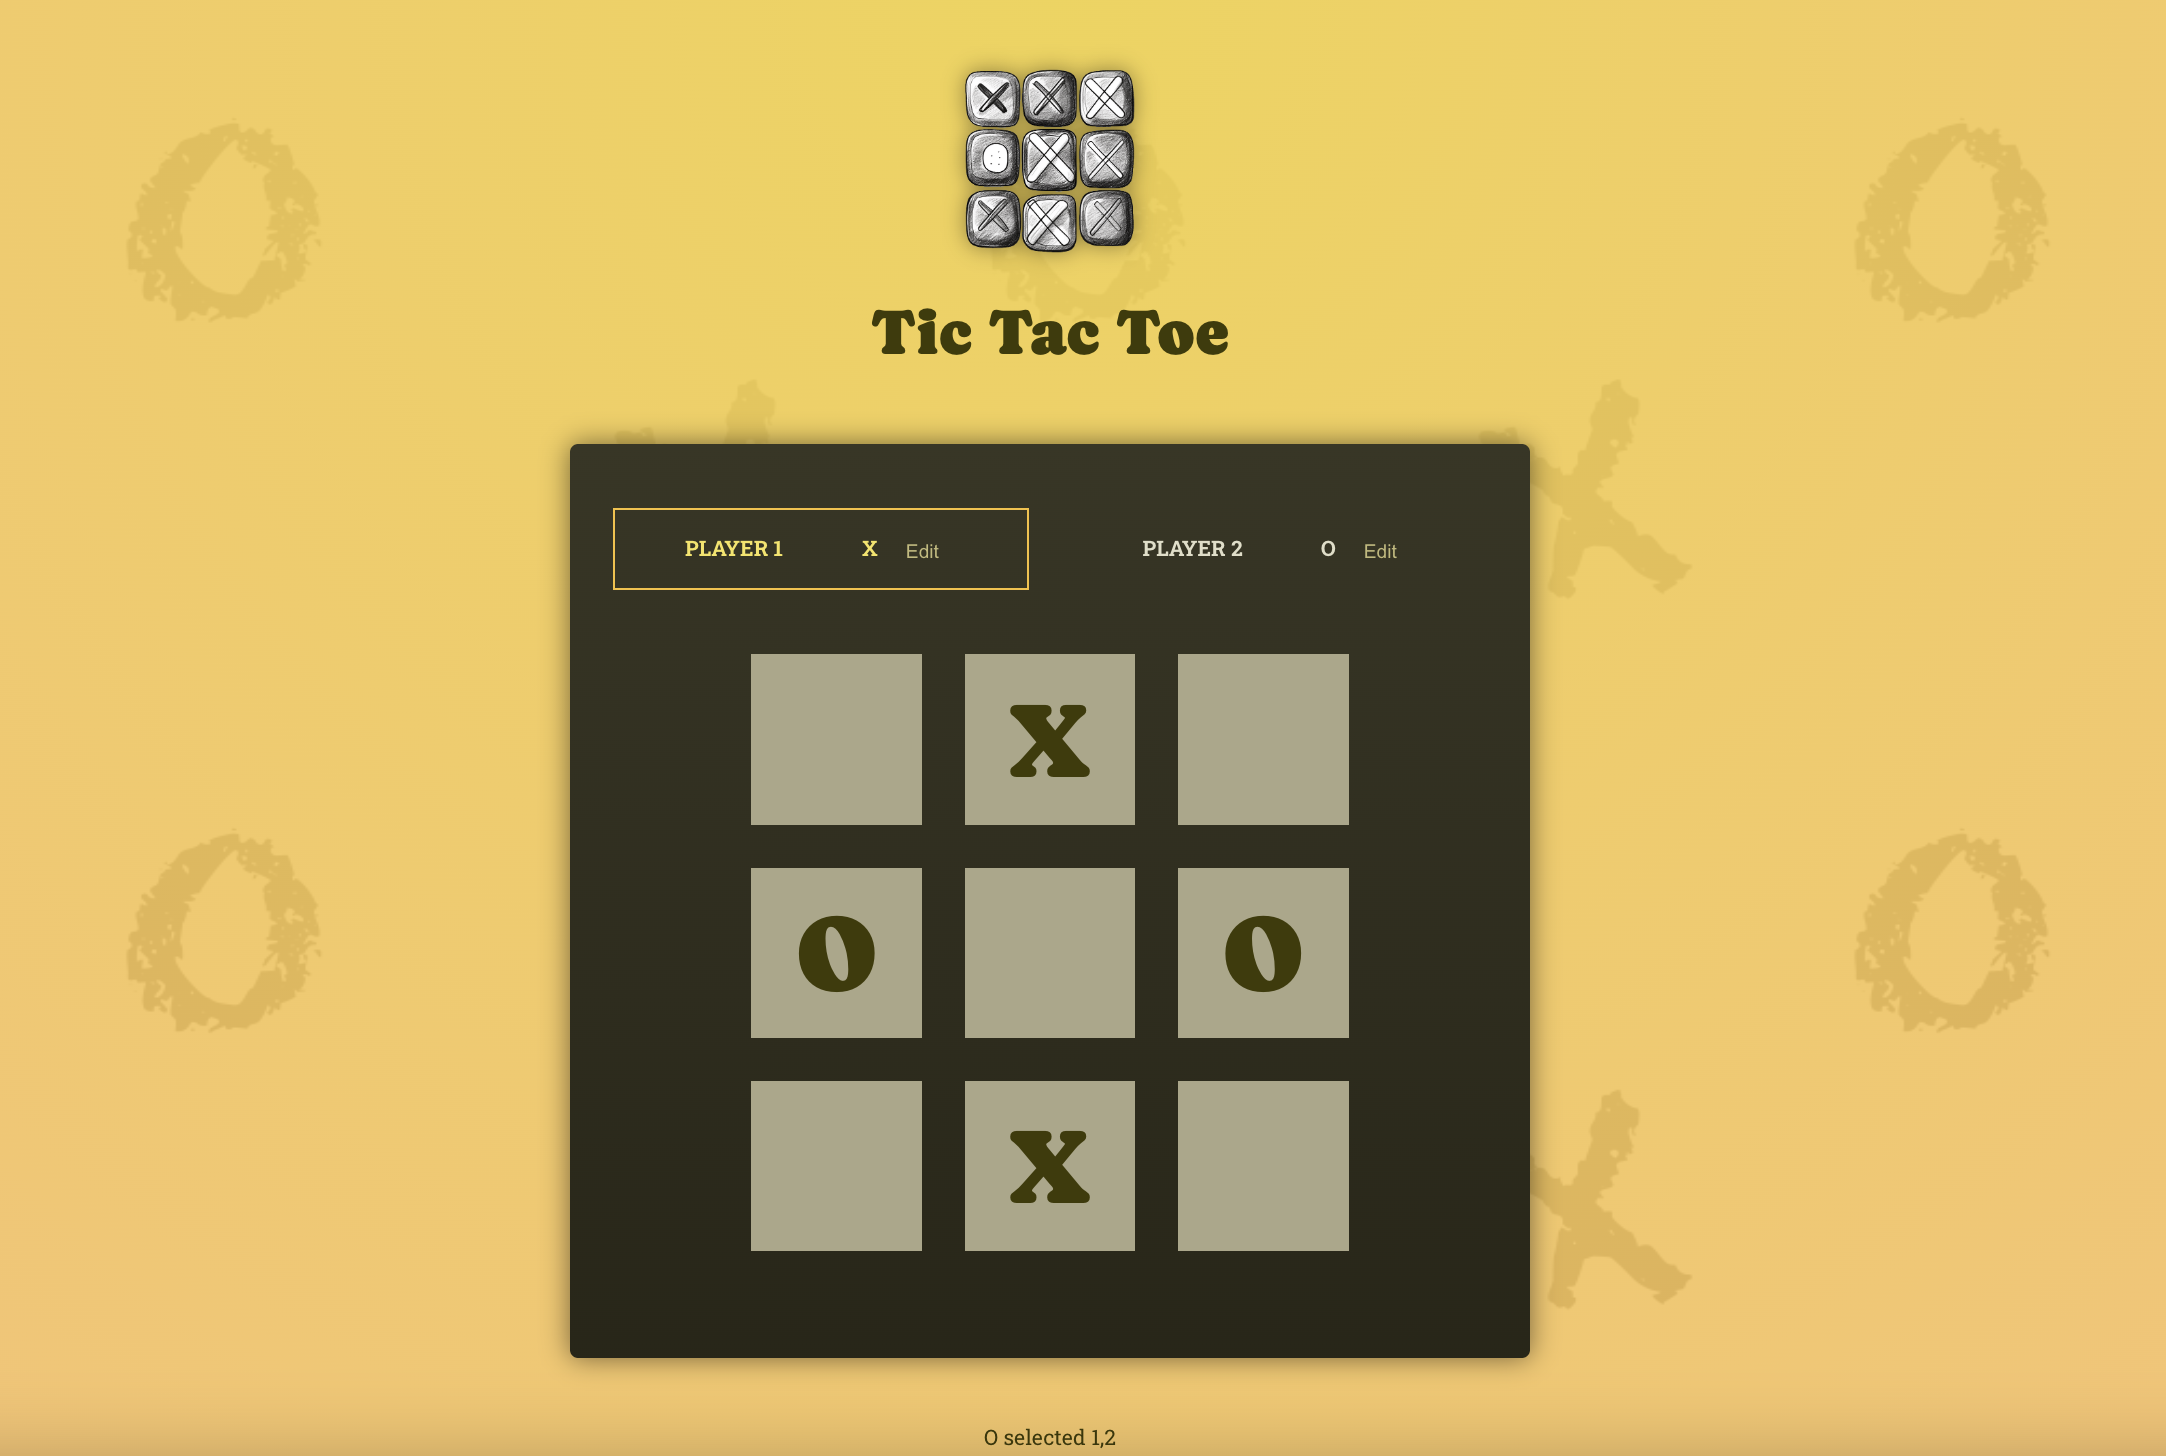 Tic Tac Toe
PLAYER 1 X Edit PLAYER 2 O Edit
X
O O
X
O selected 1,2